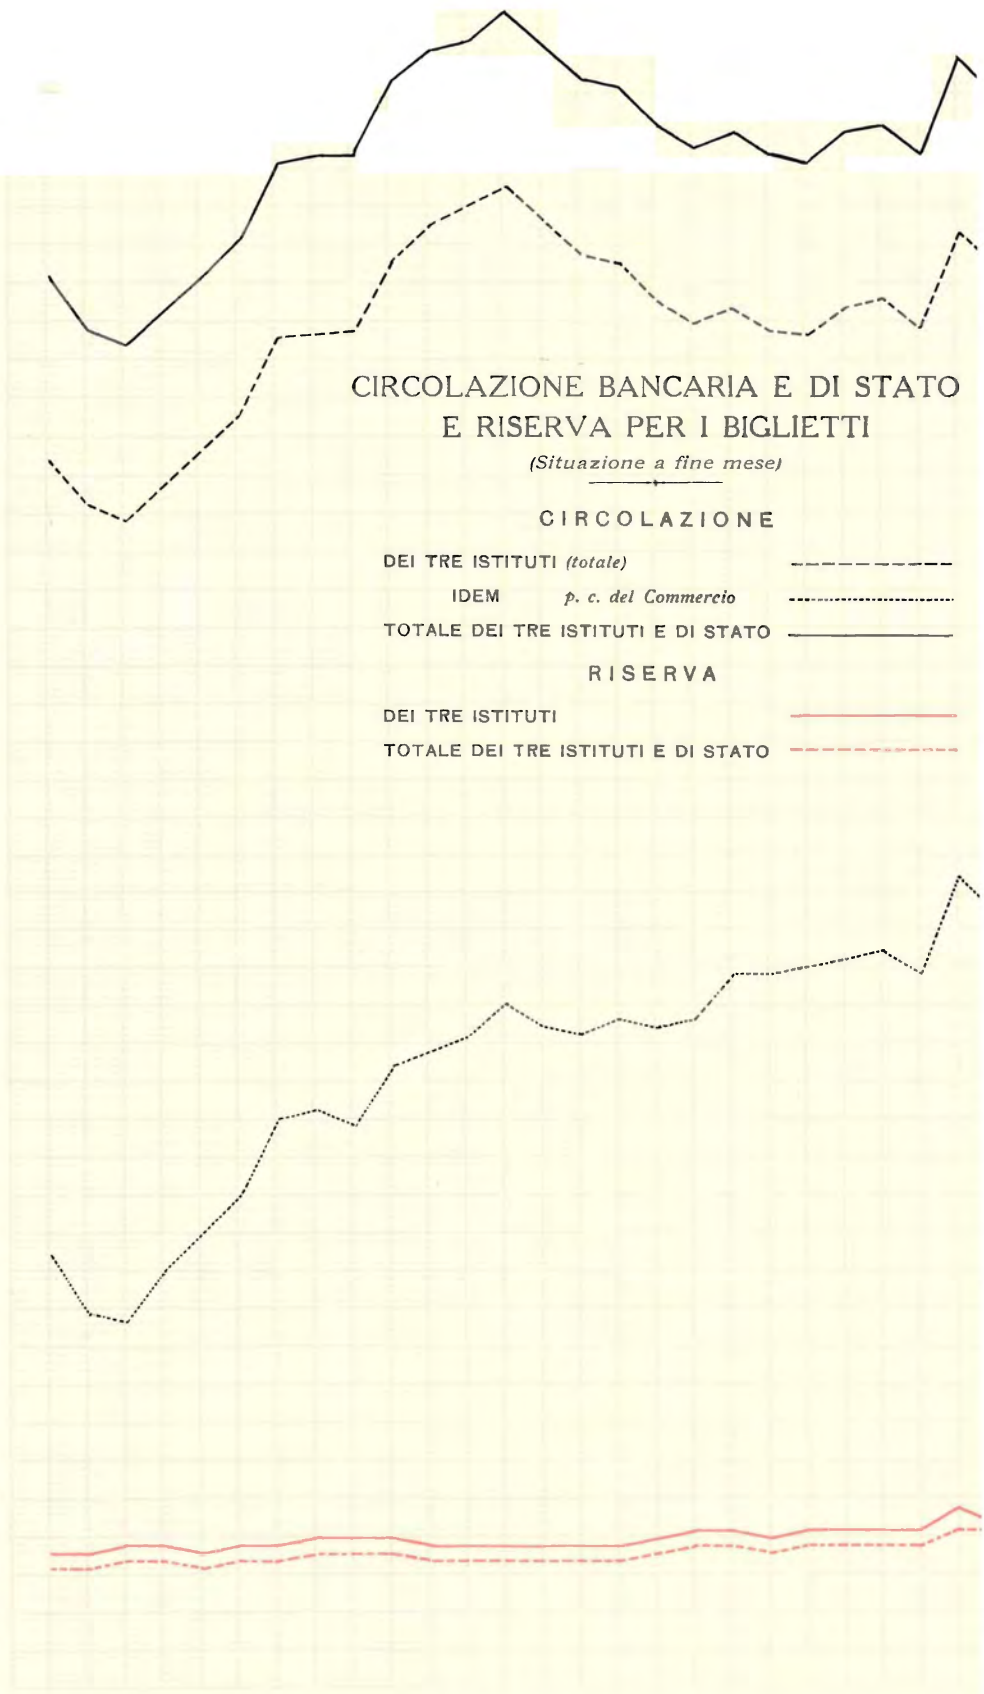 CIRCOLAZIONE BANCARIA E DI STATO
E RISERVA PER I BIGLIETTI
(Situazione a fine mese)
CIRCOLAZIONE
DEI TRE ISTITUTI (totale)
IDEM p. c. del Commercio
TOTALE DEI TRE ISTITUTI E DI STATO
RISERVA
DEI TRE ISTITUTI
TOTALE DEI TRE ISTITUTI E DI STATO